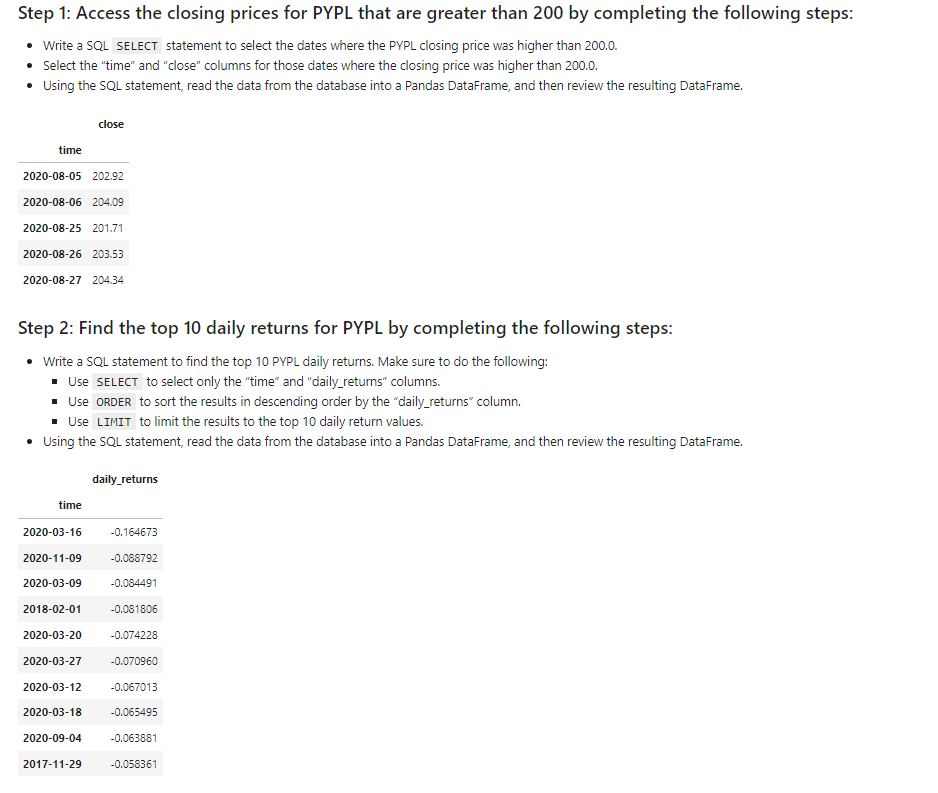 Step 1: Access the closing prices for PYPL that are greater than 200 by completing the following steps:
• Write a SQL SELECT statement to select the dates where the PYPL closing price was higher than 200.0.
• Select the “time” and “close” columns for those dates where the closing price was higher than 200.0.
• Using the SQL statement, read the data from the database into a Pandas DataFrame, and then review the resulting DataFrame.
close
time
2020-08-05 202.92
2020-08-06 204.09
2020-08-25 201.71
2020-08-26 203.53
2020-08-27 204.34
Step 2: Find the top 10 daily returns for PYPL by completing the following steps:
• Write a SQL statement to find the top 10 PYPL daily returns. Make sure to do the following:
▪ Use SELECT to select only the “time” and “daily_returns” columns.
▪ Use ORDER to sort the results in descending order by the “daily_returns” column.
▪ Use LIMIT to limit the results to the top 10 daily return values.
• Using the SQL statement, read the data from the database into a Pandas DataFrame, and then review the resulting DataFrame.
daily_returns
time
2020-03-16 -0.164673
2020-11-09 -0.088792
2020-03-09 -0.084491
2018-02-01 -0.081806
2020-03-20 -0.074228
2020-03-27 -0.070960
2020-03-12 -0.067013
2020-03-18 -0.065495
2020-09-04 -0.063881
2017-11-29 -0.058361